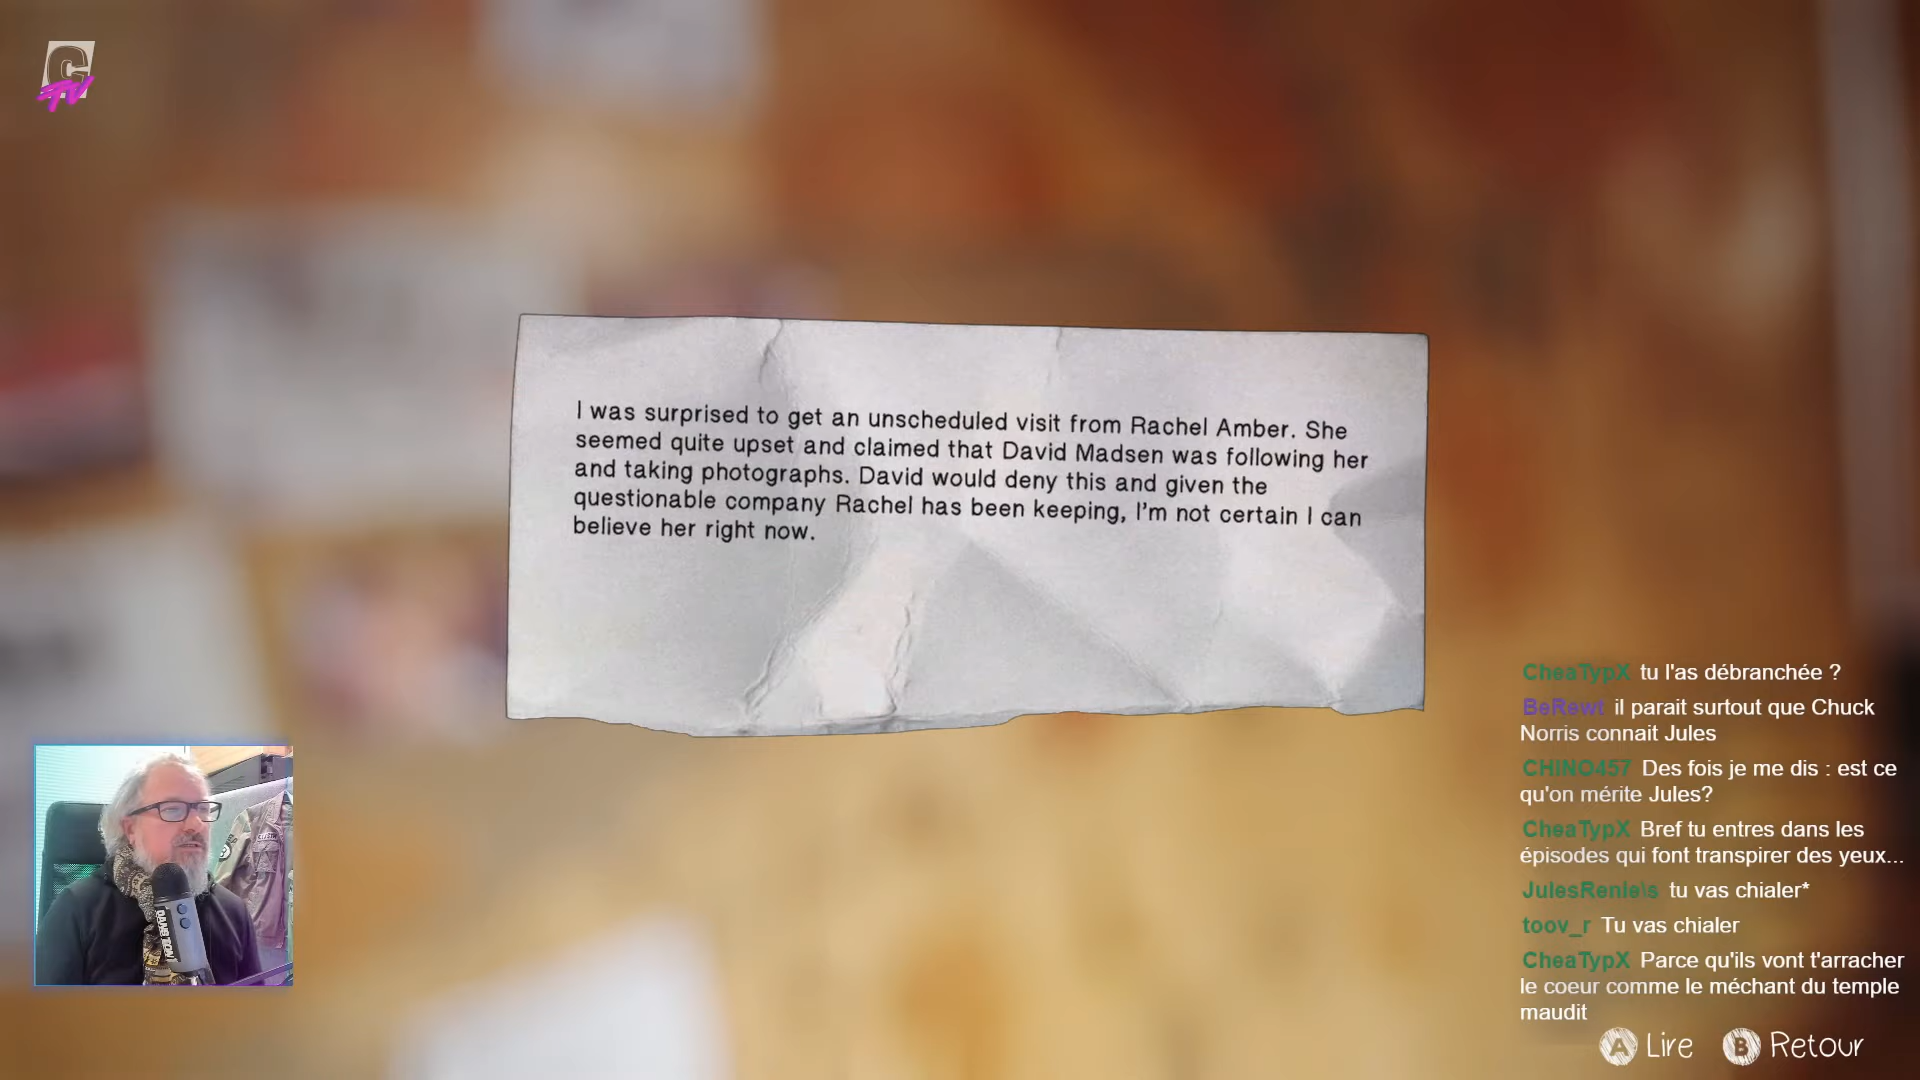 C
TV
I was surprised to get an unscheduled visit from Rachel Amber. She
seemed quite upset and claimed that David Madsen was following her
and taking photographs. David would deny this and given the
questionable company Rachel has been keeping, I'm not certain I can
believe her right now.
CheaTypX tu l'as débranchée ?
BeRewt il parait surtout que Chuck
Norris connait Jules
CHINO457 Des fois je me dis : est ce
qu'on mérite Jules?
CheaTypX Bref tu entres dans les
épisodes qui font transpirer des yeux...
tu vas chialer*
toov_r Tu vas chialer
CheaTypX Parce qu'ils vont t'arracher
le coeur comme le méchant du temple
maudit
A Lire B Retour